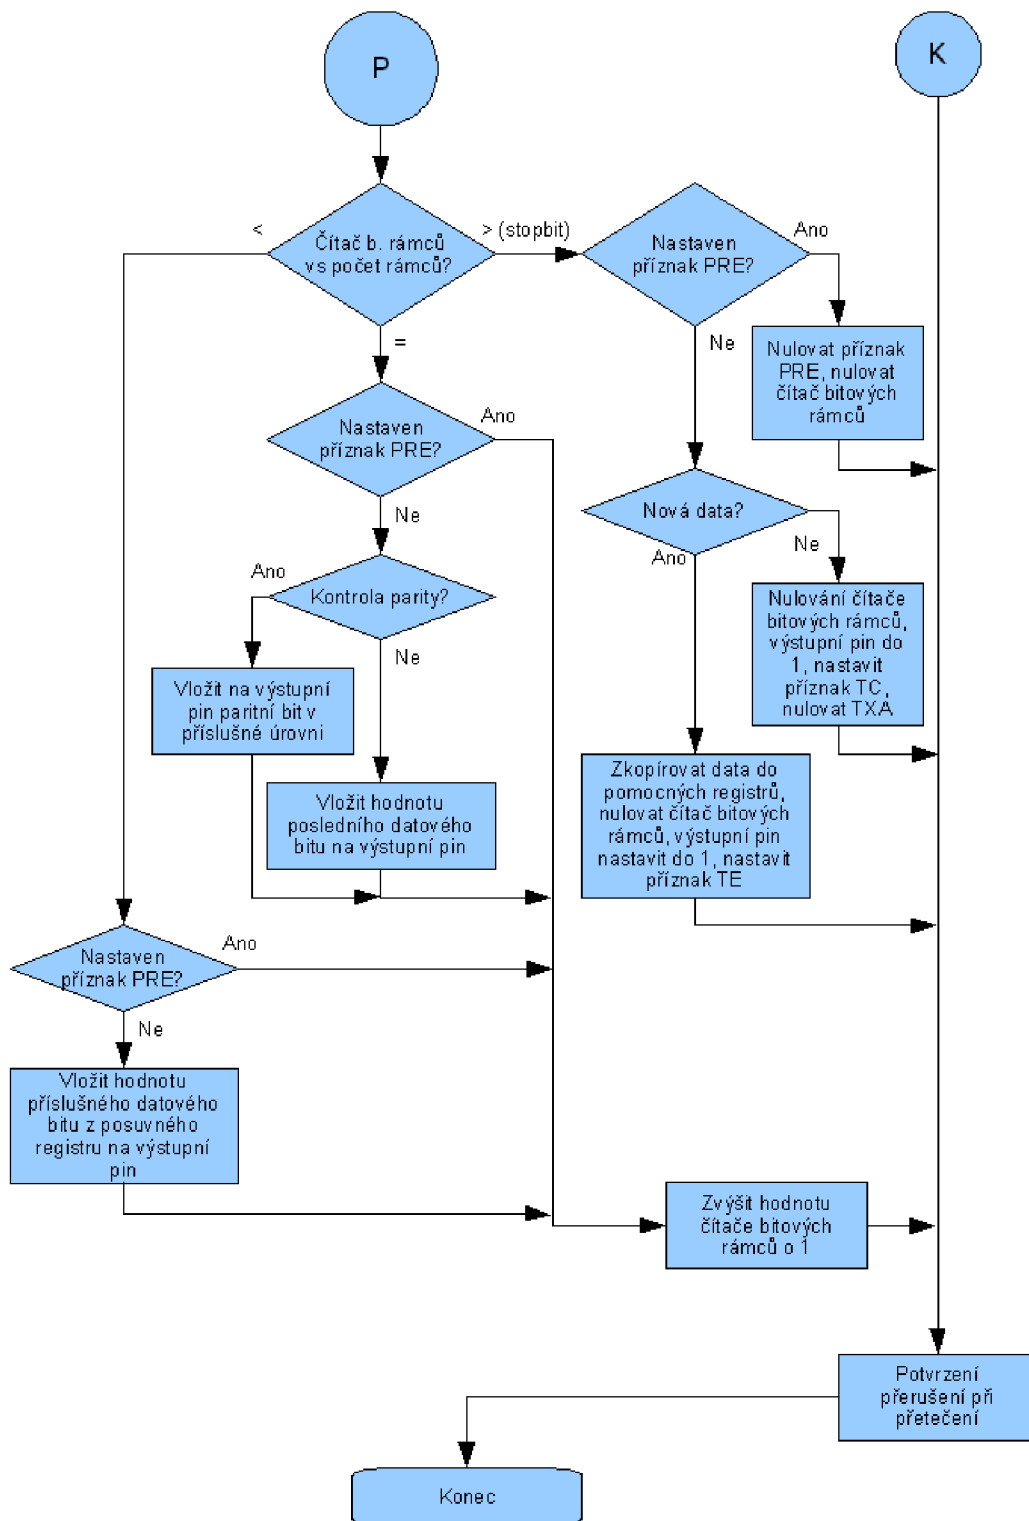 P
K
<
> (stopbit)
Čítač b. rámců
vs počet rámců?
Nastaven
příznak PRE?
Ano
=
Ne
Nulovat příznak
PRE, nulovat
čítač bitových
rámců
Nastaven
příznak PRE?
Ano
Ne
Nová data?
Ano
Ne
Kontrola parity?
Ano
Ne
Nulování čítače
bitových rámců,
výstupní pin do
1, nastavit
příznak TC,
nulovat TXA
Vložit na výstupní
pin paritní bit v
příslušné úrovni
Zkopírovat data do
pomocných registrů,
nulovat čítač bitových
rámců, výstupní pin
nastavit do 1, nastavit
příznak TE
Vložit hodnotu
posledního datového
bitu na výstupní pin
Nastaven
příznak PRE?
Ano
Ne
Vložit hodnotu
příslušného datového
bitu z posuvného
registru na výstupní
pin
Zvýšit hodnotu
čítače bitových
rámců o 1
Potvrzení
přerušení při
přetečení
Konec